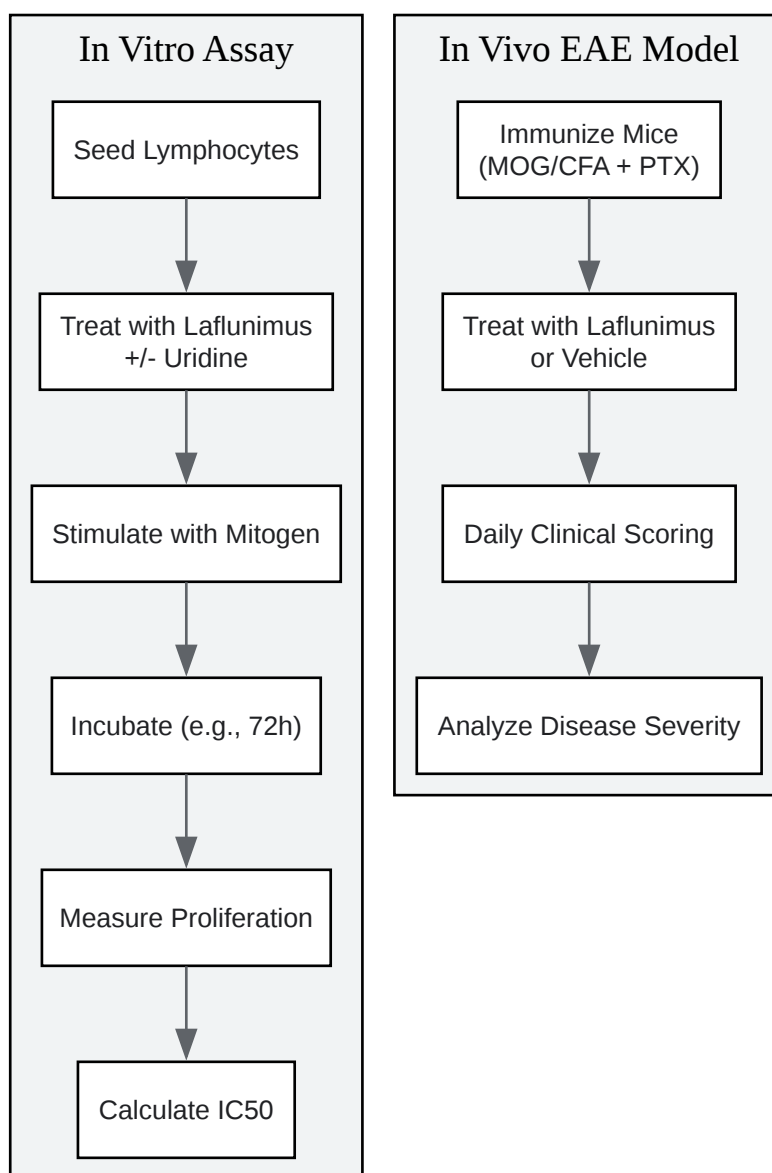 In Vitro Assay
Seed Lymphocytes
Treat with Laflunimus
+/- Uridine
Stimulate with Mitogen
Incubate (e.g., 72h)
Measure Proliferation
Calculate IC50
In Vivo EAE Model
Immunize Mice
(MOG/CFA + PTX)
Treat with Laflunimus
or Vehicle
Daily Clinical Scoring
Analyze Disease Severity